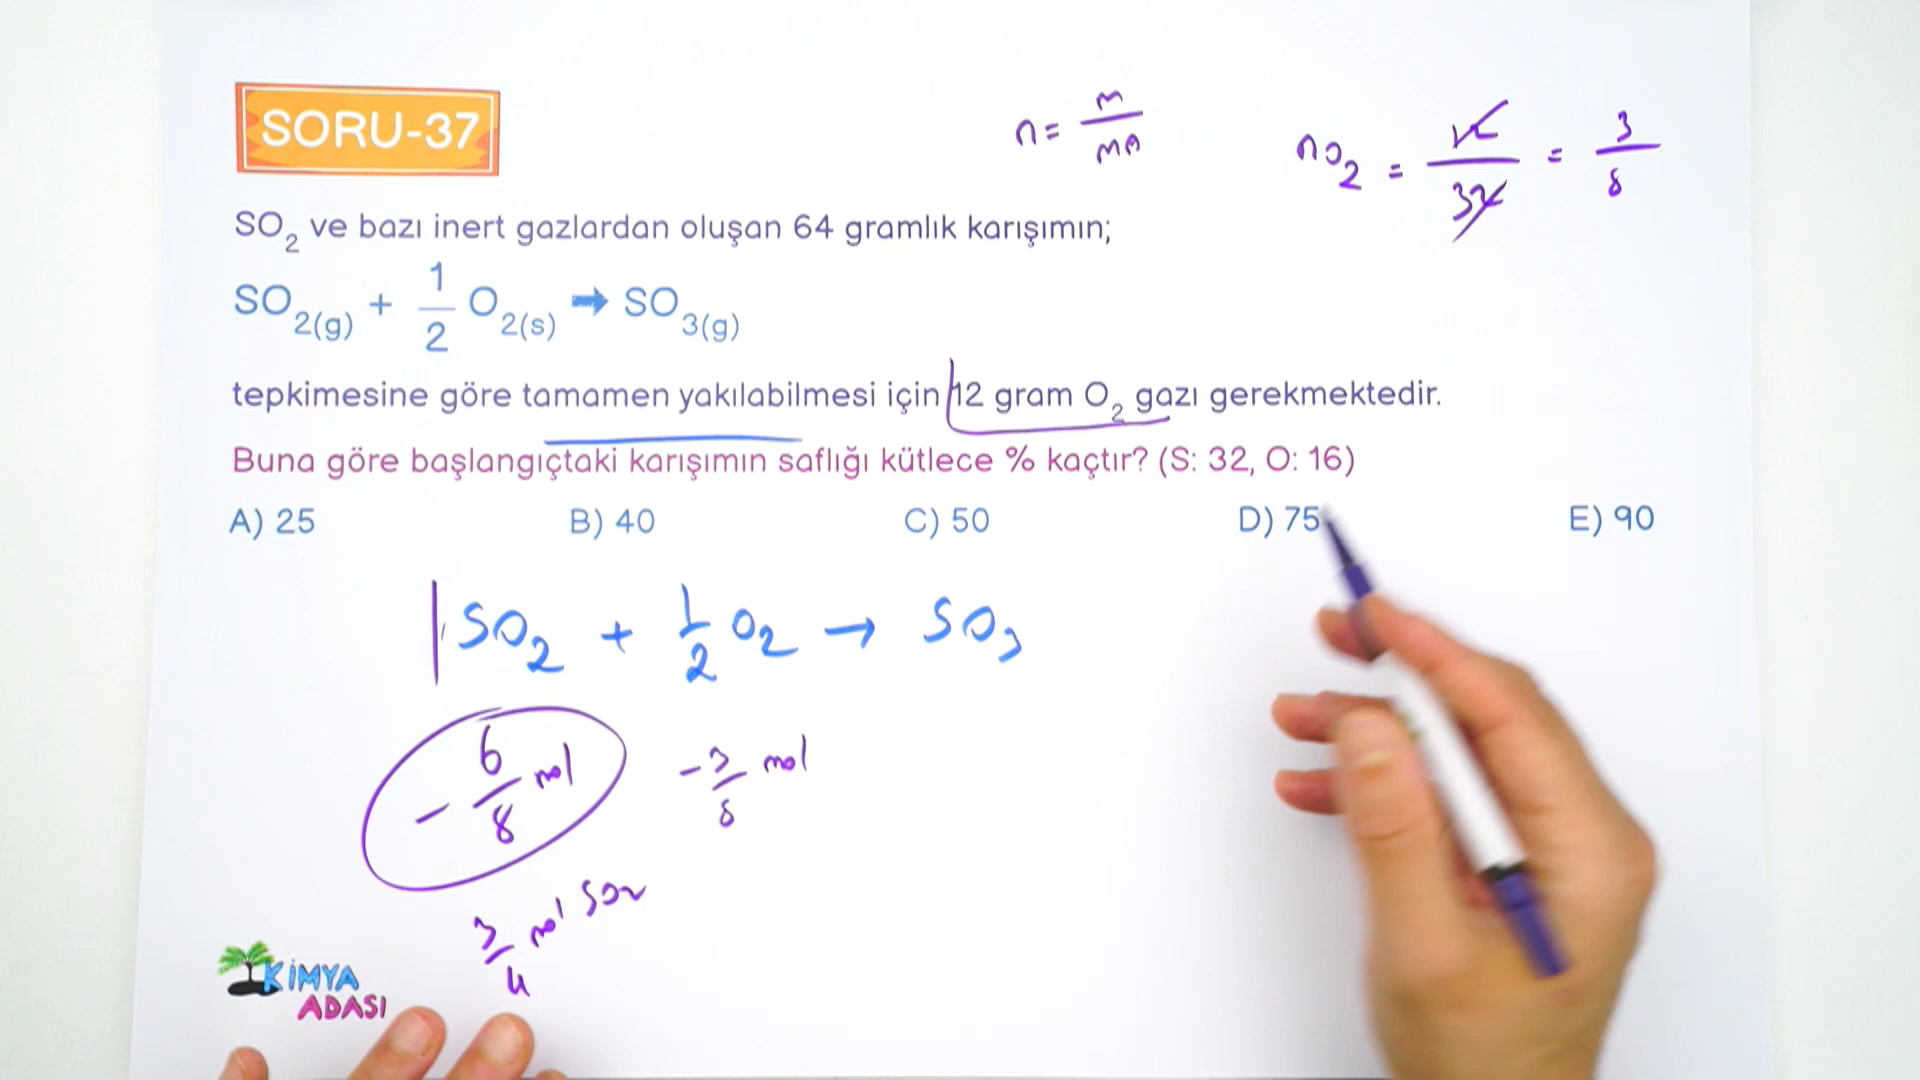 SORU-37
n = m/mA
nO2 = 12/32 = 3/8
SO2 ve bazı inert gazlardan oluşan 64 gramlık karışımın;
SO2(g) + 1/2 O2(s) → SO3(g)
tepkimesine göre tamamen yakılabilmesi için 12 gram O2 gazı gerekmektedir.
Buna göre başlangıçtaki karışımın saflığı kütlece % kaçtır? (S: 32, O: 16)
A) 25 B) 40 C) 50 D) 75 E) 90
SO2 + 1/2 O2 → SO3
- 6/8 mol - 3/8 mol
3/4 mol SO2
KİMYA
ADASI